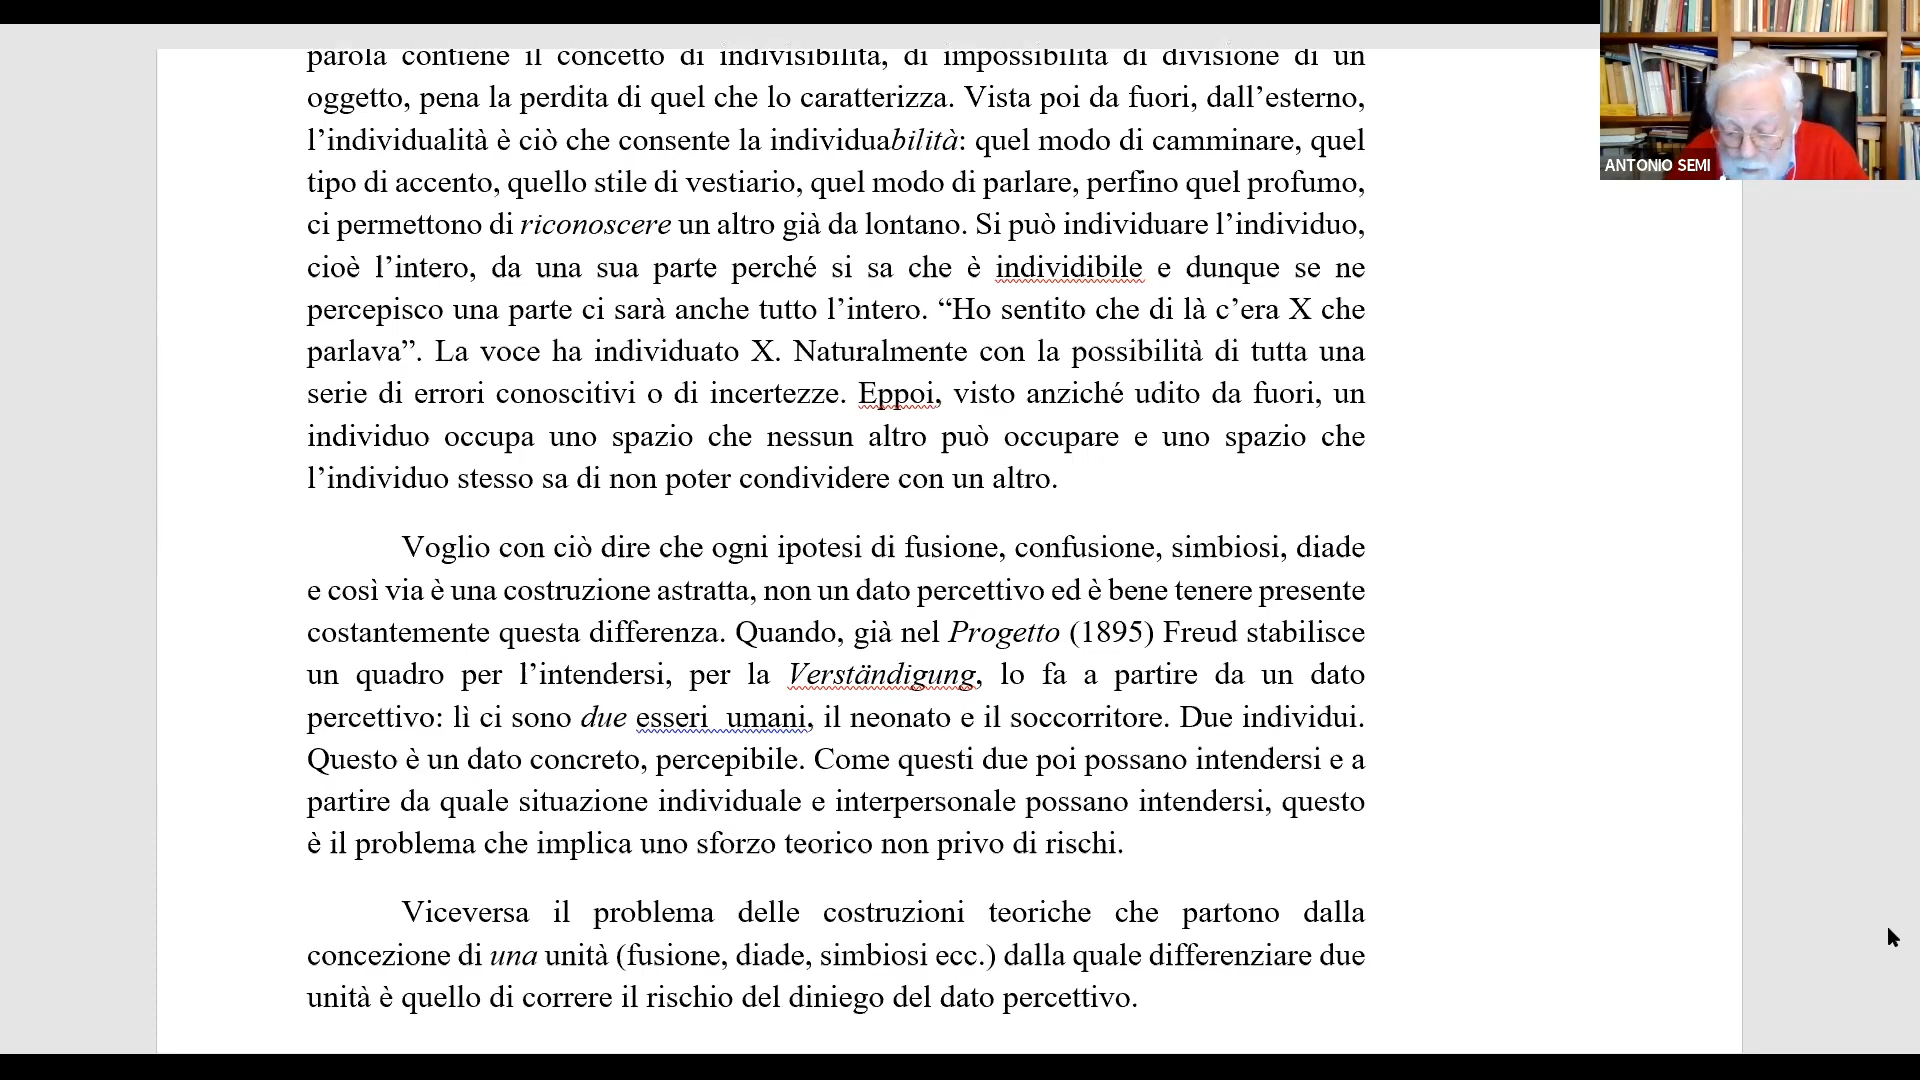 parola contiene il concetto di indivisibilità, di impossibilità di divisione di un
oggetto, pena la perdita di quel che lo caratterizza. Vista poi da fuori, dall’esterno,
l’individualità è ciò che consente la individuabilità: quel modo di camminare, quel
tipo di accento, quello stile di vestiario, quel modo di parlare, perfino quel profumo,
ci permettono di riconoscere un altro già da lontano. Si può individuare l’individuo,
cioè l’intero, da una sua parte perché si sa che è individibile e dunque se ne
percepisco una parte ci sarà anche tutto l’intero. “Ho sentito che di là c’era X che
parlava”. La voce ha individuato X. Naturalmente con la possibilità di tutta una
serie di errori conoscitivi o di incertezze. Eppoi, visto anziché udito da fuori, un
individuo occupa uno spazio che nessun altro può occupare e uno spazio che
l’individuo stesso sa di non poter condividere con un altro.
Voglio con ciò dire che ogni ipotesi di fusione, confusione, simbiosi, diade
e così via è una costruzione astratta, non un dato percettivo ed è bene tenere presente
costantemente questa differenza. Quando, già nel Progetto (1895) Freud stabilisce
un quadro per l’intendersi, per la Verständigung, lo fa a partire da un dato
percettivo: lì ci sono due esseri  umani, il neonato e il soccorritore. Due individui.
Questo è un dato concreto, percepibile. Come questi due poi possano intendersi e a
partire da quale situazione individuale e interpersonale possano intendersi, questo
è il problema che implica uno sforzo teorico non privo di rischi.
Viceversa il problema delle costruzioni teoriche che partono dalla
concezione di una unità (fusione, diade, simbiosi ecc.) dalla quale differenziare due
unità è quello di correre il rischio del diniego del dato percettivo.
ANTONIO SEMI